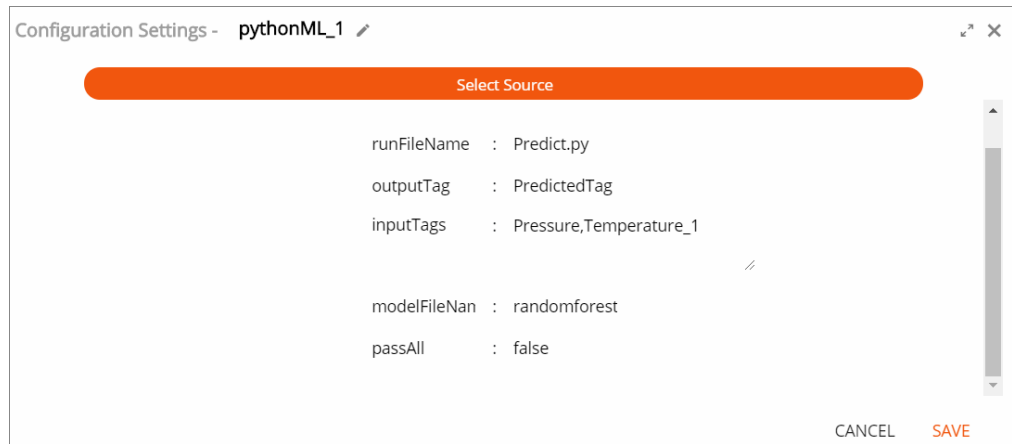 Configuration Settings - pythonML_1
Select Source
runFileName : Predict.py
outputTag : PredictedTag
inputTags : Pressure,Temperature_1
modelFileNan : randomforest
passAll : false
CANCEL SAVE